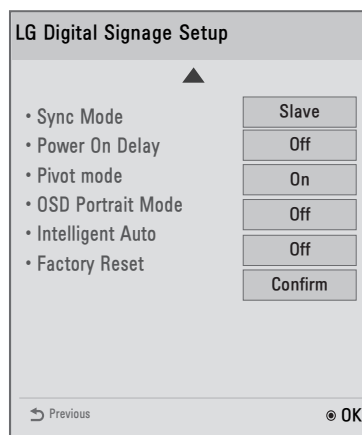 LG Digital Signage Setup
• Sync Mode Slave
• Power On Delay Off
• Pivot mode On
• OSD Portrait Mode Off
• Intelligent Auto Off
• Factory Reset Confirm
Previous OK